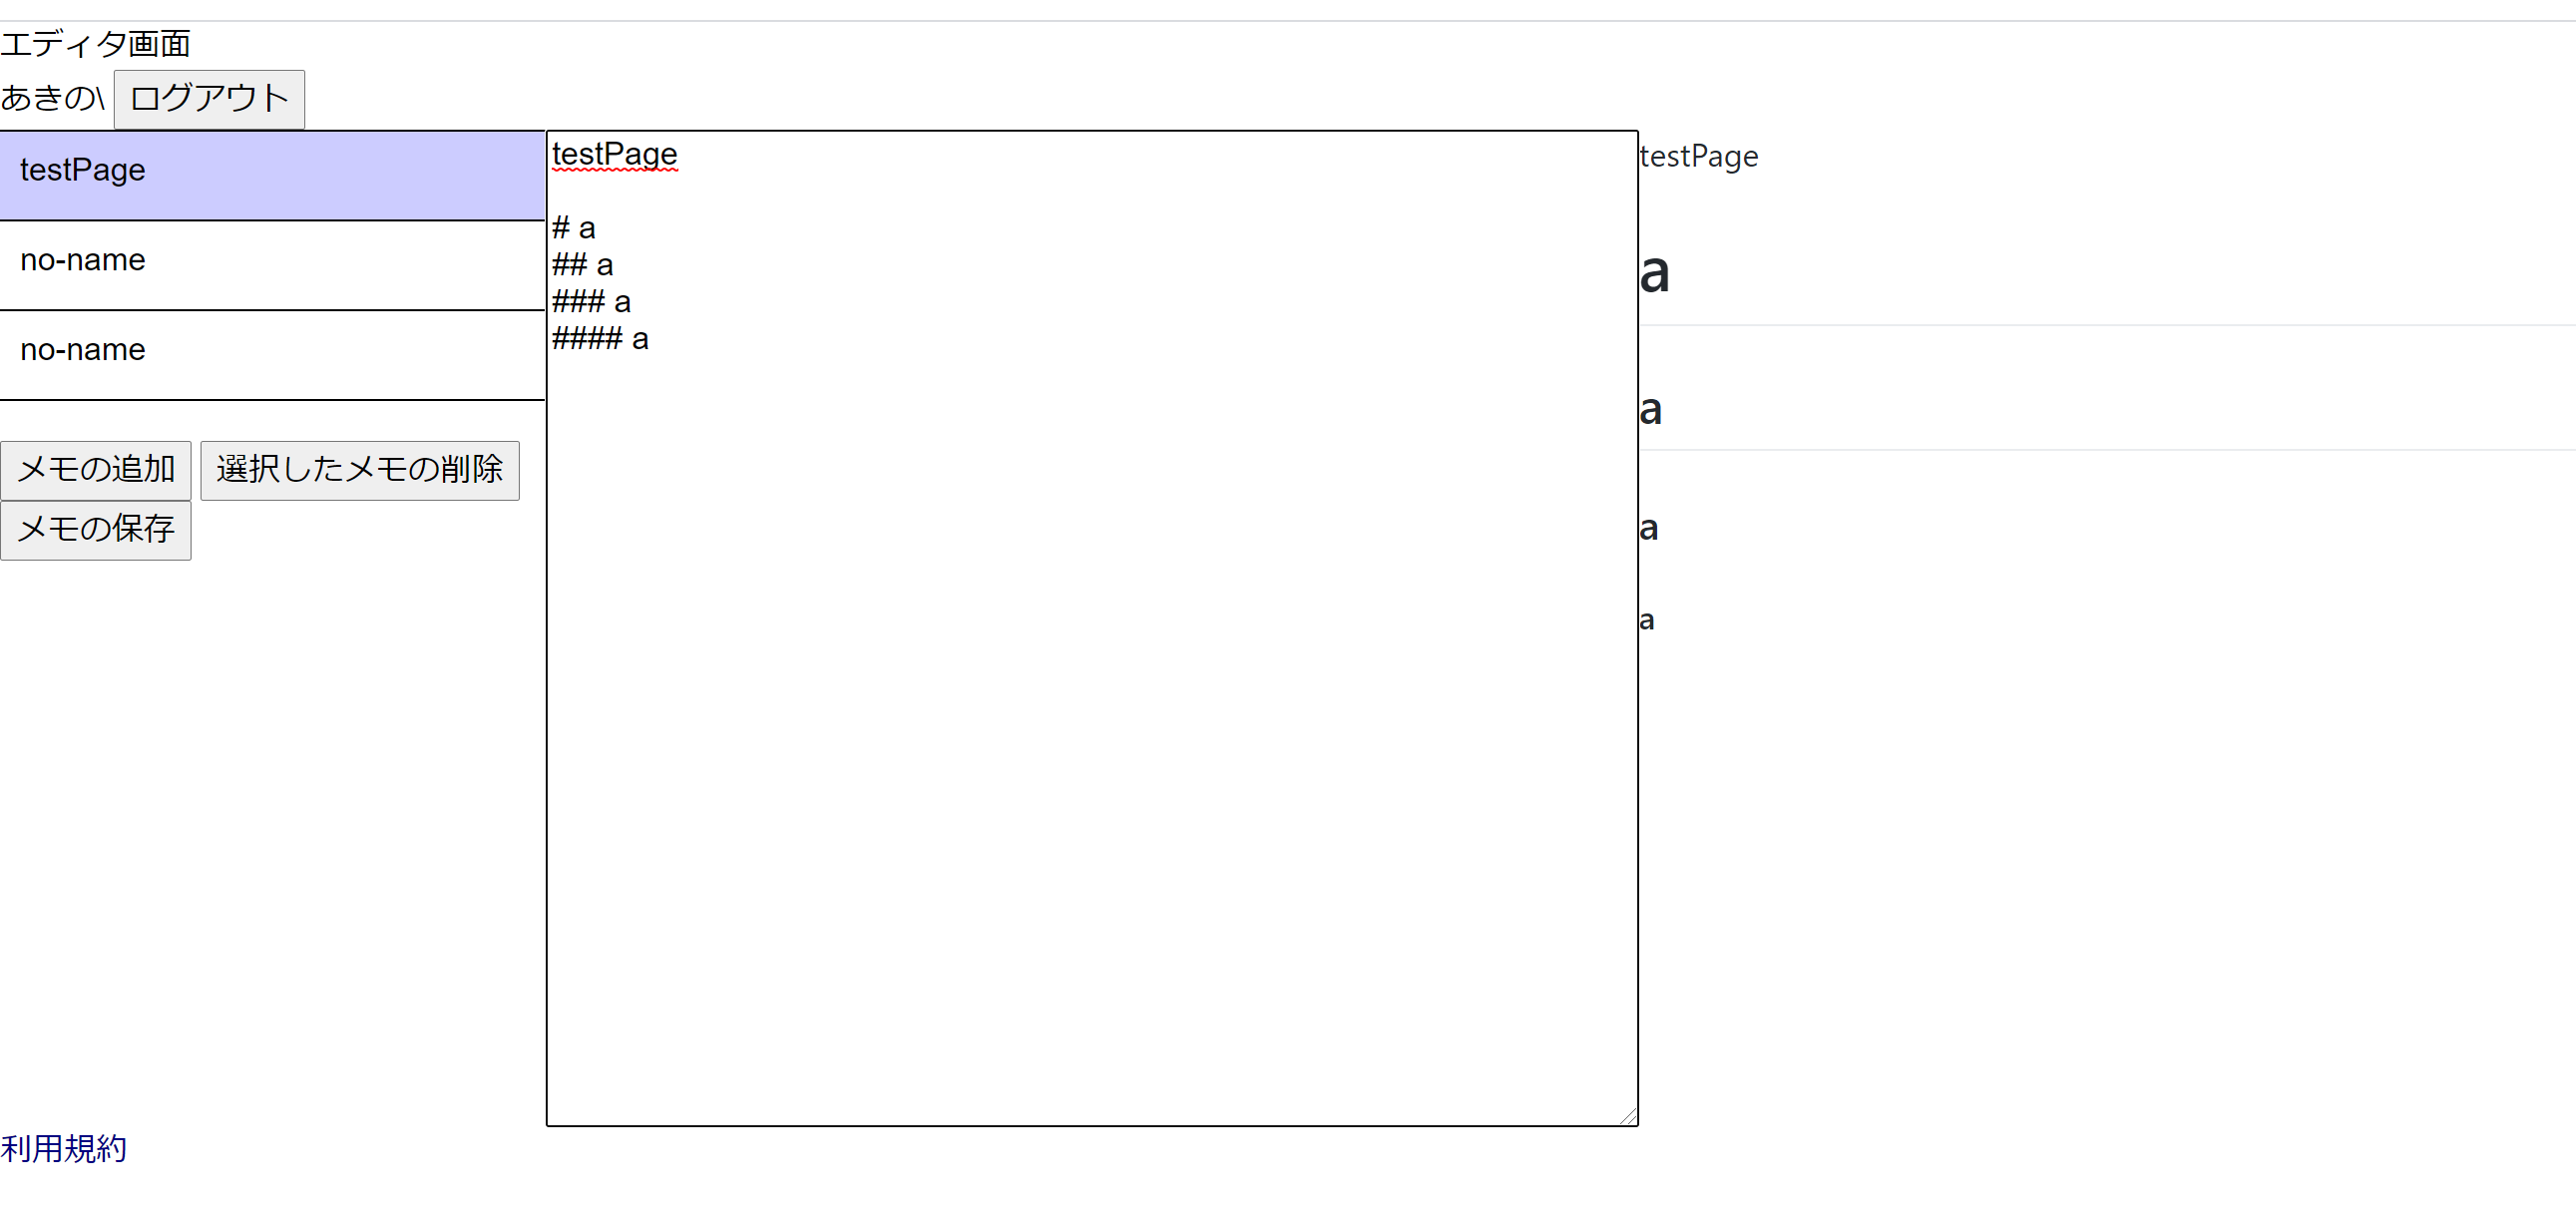 エディタ画面
あきの\ ログアウト
testPage
no-name
no-name
メモの追加 選択したメモの削除
メモの保存
testPage
# a
## a
### a
#### a
testPage
a
a
a
a
利用規約